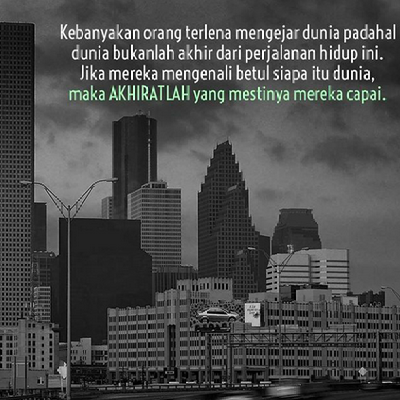 Kebanyakan orang terlena mengejar dunia padahal
dunia bukanlah akhir dari perjalanan hidup ini.
Jika mereka mengenali betul siapa itu dunia,
maka AKHIRATLAH yang mestinya mereka capai.